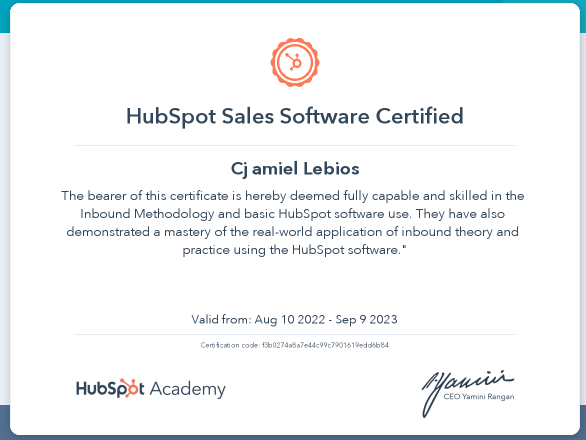 HubSpot Sales Software Certified
Cj amiel Lebios
The bearer of this certificate is hereby deemed fully capable and skilled in the
Inbound Methodology and basic HubSpot software use. They have also
demonstrated a mastery of the real-world application of inbound theory and
practice using the HubSpot software."
Valid from: Aug 10 2022 - Sep 9 2023
Certification code: f3b0274a8a7e44c99c7901619edd6b84
HubSpot Academy
CEO Yamini Rangan